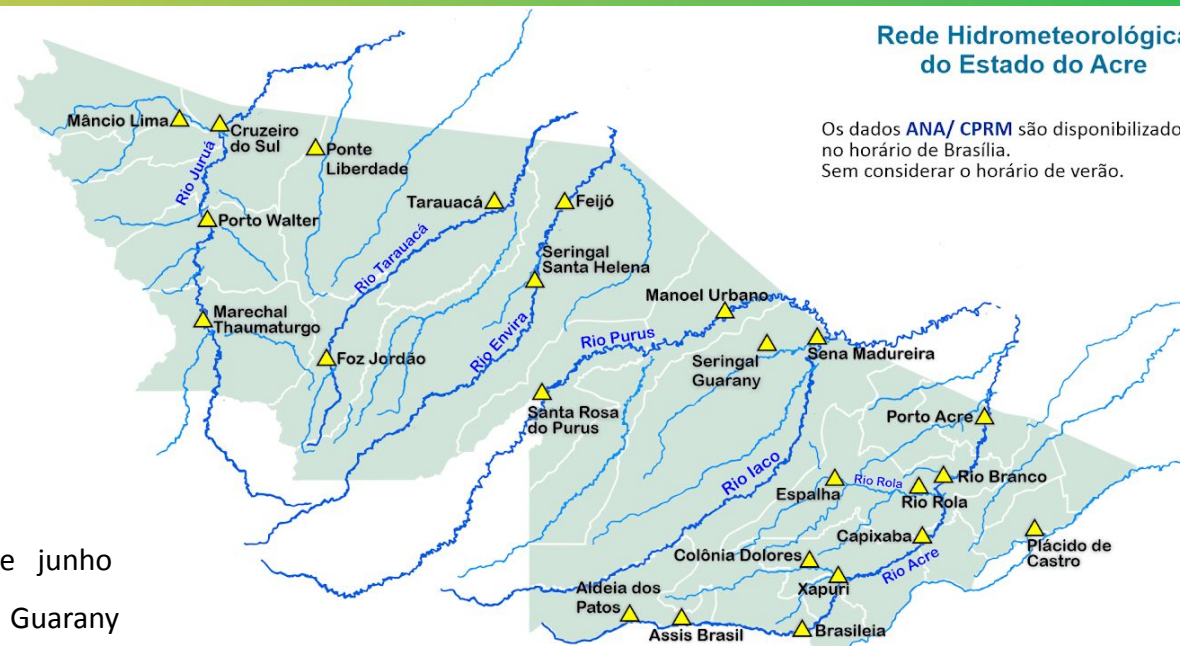 Rede Hidrometeorológica
do Estado do Acre
Os dados ANA/ CPRM são disponibilizado
no horário de Brasília.
Sem considerar o horário de verão.
Mâncio Lima
Cruzeiro
do Sul
Ponte
Liberdade
Rio Juruá
Porto Walter
Tarauacá
Feijó
Rio Tarauacá
Seringal
Santa Helena
Marechal
Thaumaturgo
Foz Jordão
Rio Envira
Manoel Urbano
Rio Purus
Seringal
Guarany
Sena Madureira
Santa Rosa
do Purus
Porto Acre
Rio Iaco
Espalha
Rio Rola
Rio Rola
Rio Branco
Capixaba
Plácido de
Castro
Colônia Dolores
Rio Acre
Xapuri
Aldeia dos
Patos
Assis Brasil
Brasileia
e junho
Guarany